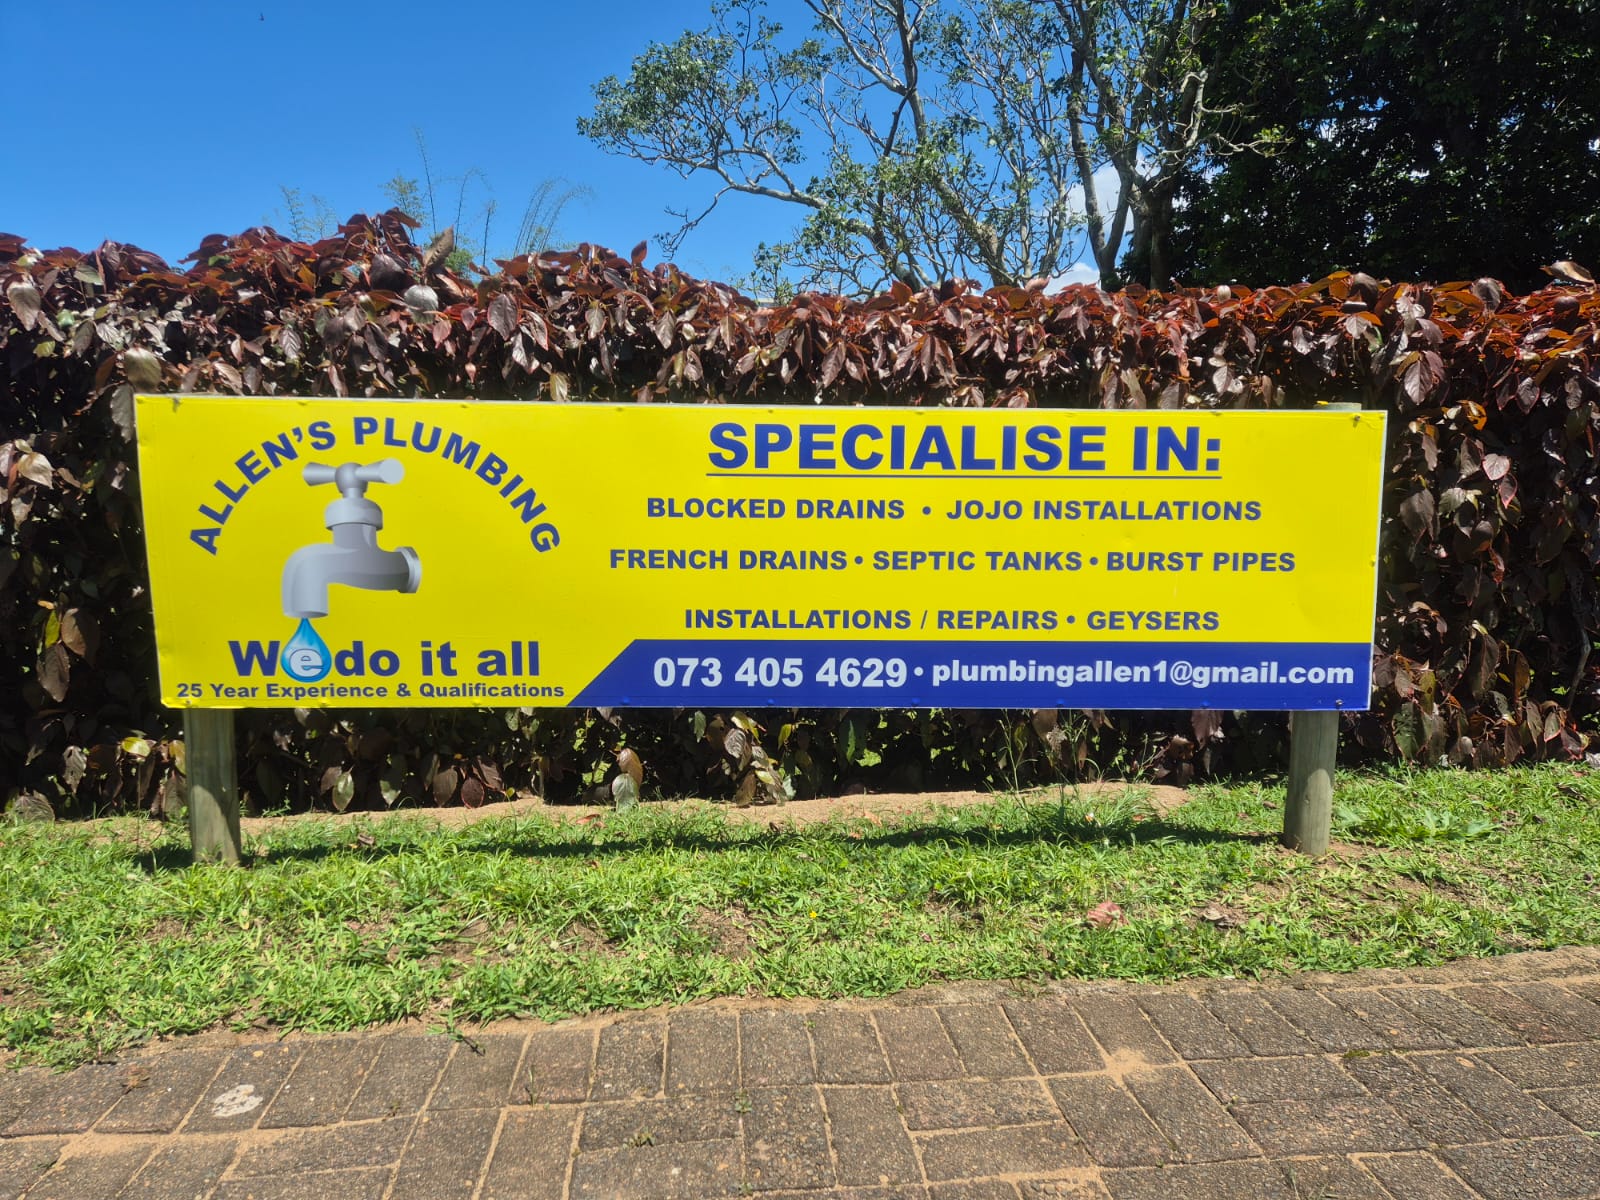 ALLEN'S PLUMBING
We do it all
25 Year Experience & Qualifications
SPECIALISE IN:
BLOCKED DRAINS • JOJO INSTALLATIONS
FRENCH DRAINS • SEPTIC TANKS • BURST PIPES
INSTALLATIONS / REPAIRS • GEYSERS
073 405 4629 • plumbingallen1@gmail.com